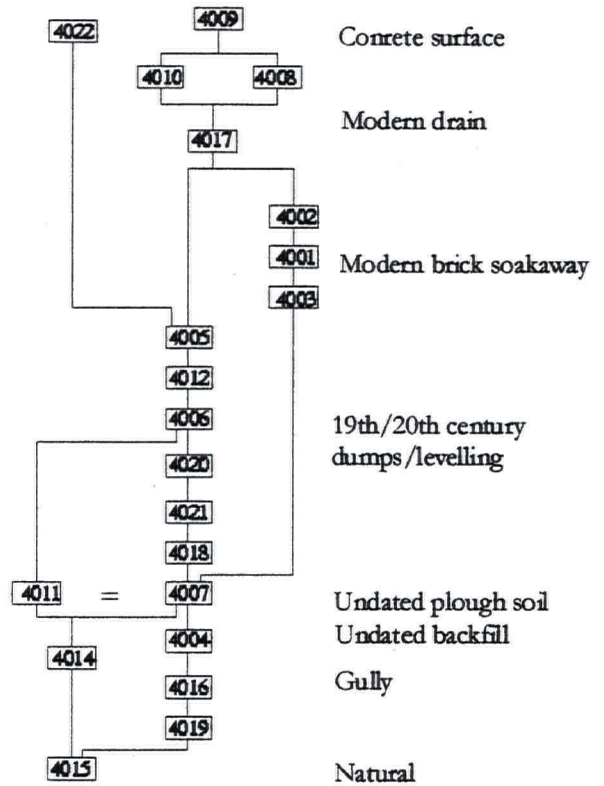 4009
4022
Conrete surface
4010
4008
Modern drain
4017
4002
4001
Modern brick soakaway
4003
4005
4012
4006
19th/20th century
dumps/levelling
4020
4021
4018
4011 = 4007
Undated plough soil
Undated backfill
4004
4014
4016
Gully
4019
4015
Natural